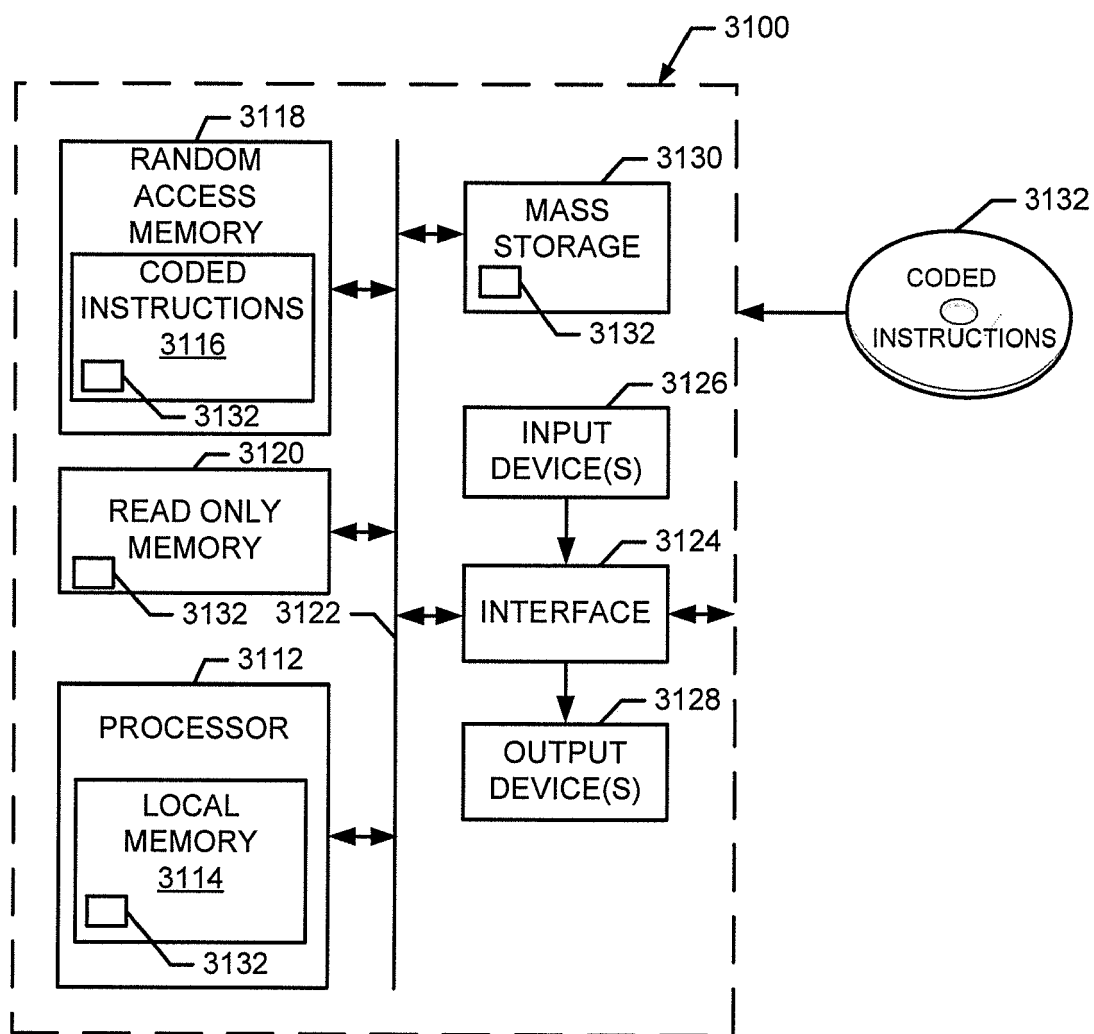 3100
3118
RANDOM
ACCESS
MEMORY
CODED
INSTRUCTIONS
3116
3132
3120
READ ONLY
MEMORY
3132
3122
3112
PROCESSOR
LOCAL
MEMORY
3114
3132
3130
MASS
STORAGE
3132
3126
INPUT
DEVICE(S)
3124
INTERFACE
3128
OUTPUT
DEVICE(S)
3132
CODED
INSTRUCTIONS